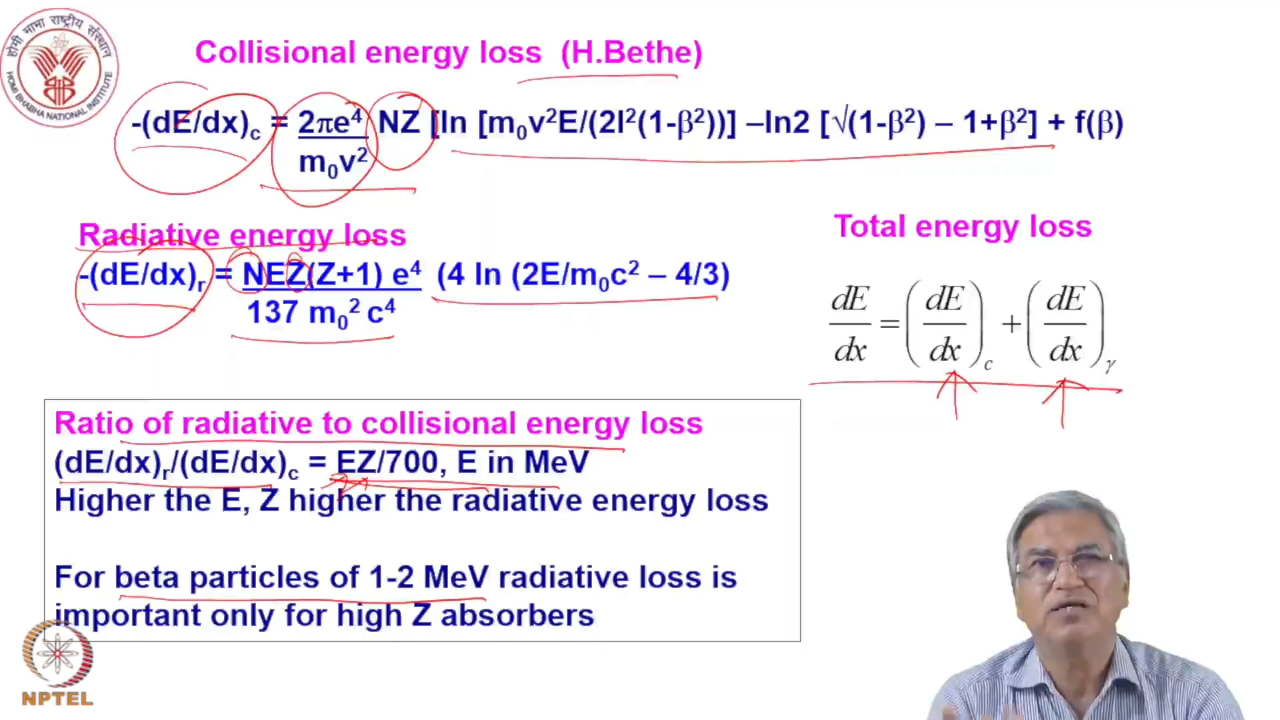 होमी भाभा राष्ट्रीय संस्थान
HOMI BHABHA NATIONAL INSTITUTE
Collisional energy loss (H.Bethe)
-(dE/dx)c = 2πe⁴/m₀v² NZ [ln [m₀v²E/(2I²(1-β²))] –ln2 [√(1-β²) – 1+β²] + f(β)
Radiative energy loss
-(dE/dx)r = NEZ(Z+1) e⁴/137 m₀² c⁴ (4 ln (2E/m₀c² – 4/3)
Total energy loss
dE/dx = (dE/dx)c + (dE/dx)γ
Ratio of radiative to collisional energy loss
(dE/dx)r/(dE/dx)c = EZ/700, E in MeV
Higher the E, Z higher the radiative energy loss
For beta particles of 1-2 MeV radiative loss is
important only for high Z absorbers
NPTEL